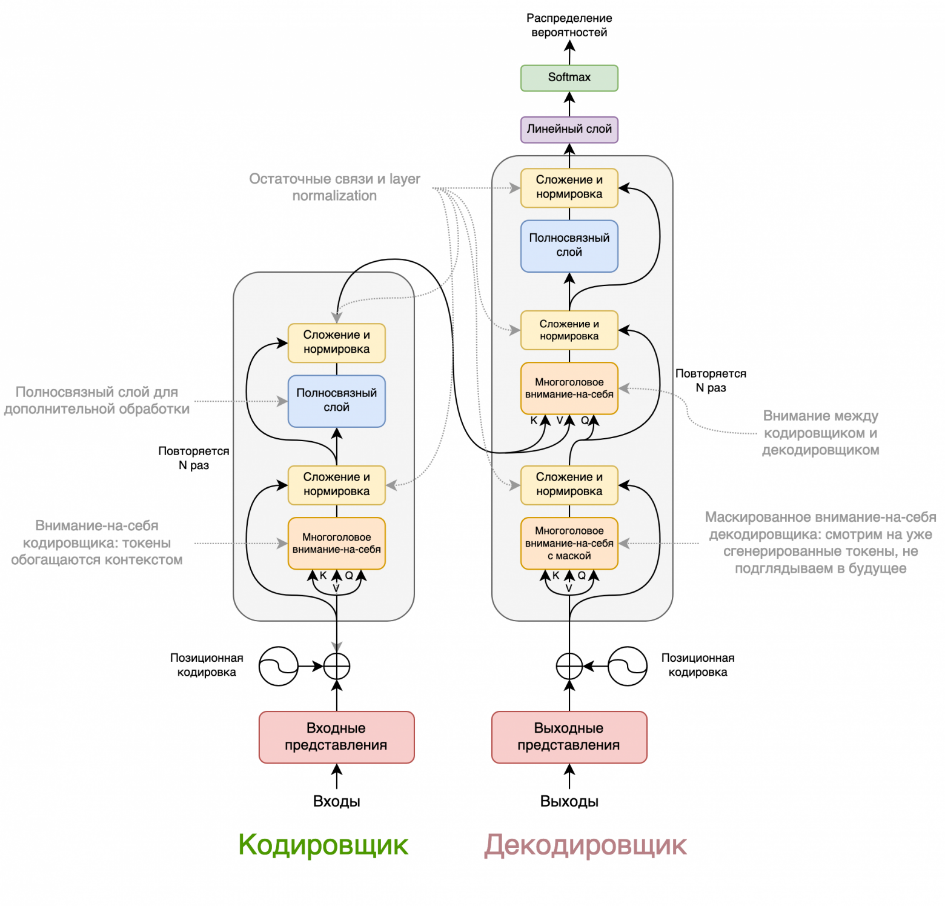 Распределение
вероятностей
Softmax
Линейный слой
Остаточные связи и layer
normalization
Сложение и
нормировка
Полносвязный
слой
Сложение и
нормировка
Многоголовое
внимание-на-себя
K V Q
Повторяется
N раз
Внимание между
кодировщиком и
декодировщиком
Сложение и
нормировка
Многоголовое
внимание-на-себя
с маской
K Q
V
Маскированное внимание-на-себя
декодировщика: смотрим на уже
сгенерированные токены, не
подглядываем в будущее
Сложение и
нормировка
Полносвязный
слой
Полносвязный слой для
дополнительной обработки
Повторяется
N раз
Сложение и
нормировка
Многоголовое
внимание-на-себя
K Q
V
Внимание-на-себя
кодировщика: токены
обогащаются контекстом
Позиционная
кодировка
Позиционная
кодировка
Входные
представления
Выходные
представления
Входы
Выходы
Кодировщик
Декодировщик